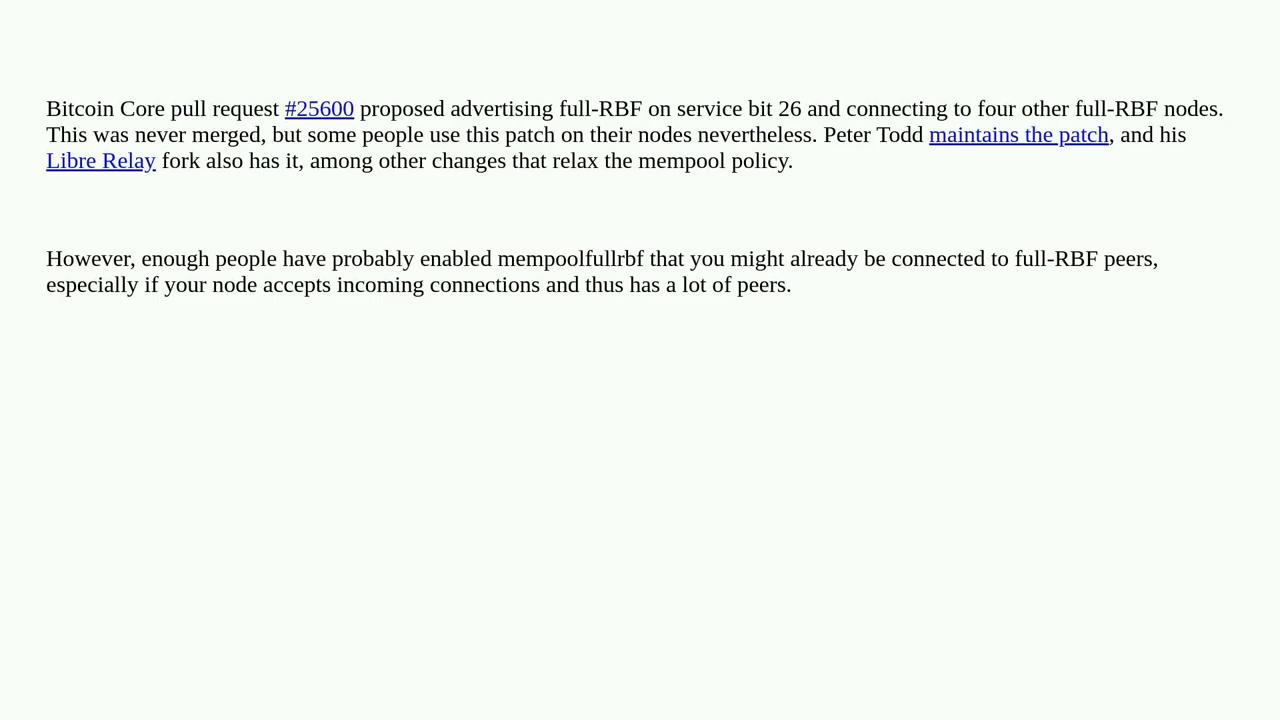 Bitcoin Core pull request #25600 proposed advertising full-RBF on service bit 26 and connecting to four other full-RBF nodes.
This was never merged, but some people use this patch on their nodes nevertheless. Peter Todd maintains the patch, and his
Libre Relay fork also has it, among other changes that relax the mempool policy.
However, enough people have probably enabled mempoolfullrbf that you might already be connected to full-RBF peers,
especially if your node accepts incoming connections and thus has a lot of peers.